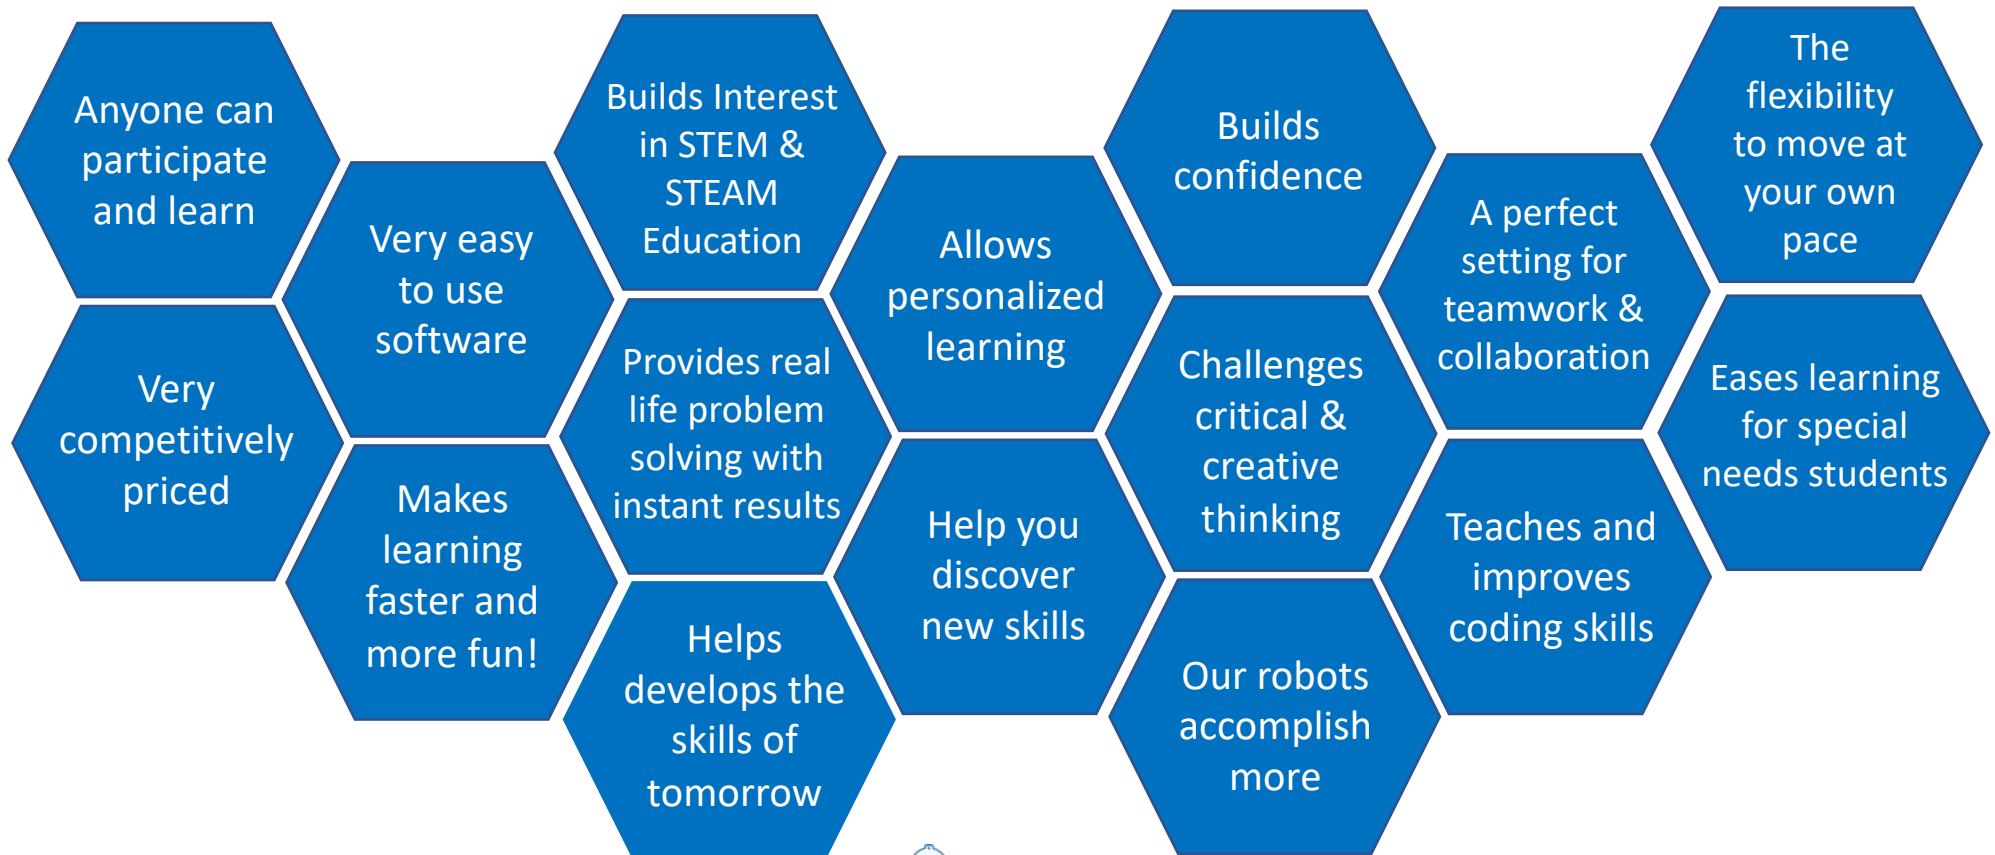 Anyone can
participate
and learn
Very
competitively
priced
Very easy
to use
software
Makes
learning
faster and
more fun!
Builds Interest
in STEM &
STEAM
Education
Provides real
life problem
solving with
instant results
Helps
develops the
skills of
tomorrow
Allows
personalized
learning
Help you
discover
new skills
Builds
confidence
Challenges
critical &
creative
thinking
Our robots
accomplish
more
A perfect
setting for
teamwork &
collaboration
Teaches and
improves
coding skills
The
flexibility
to move at
your own
pace
Eases learning
for special
needs students